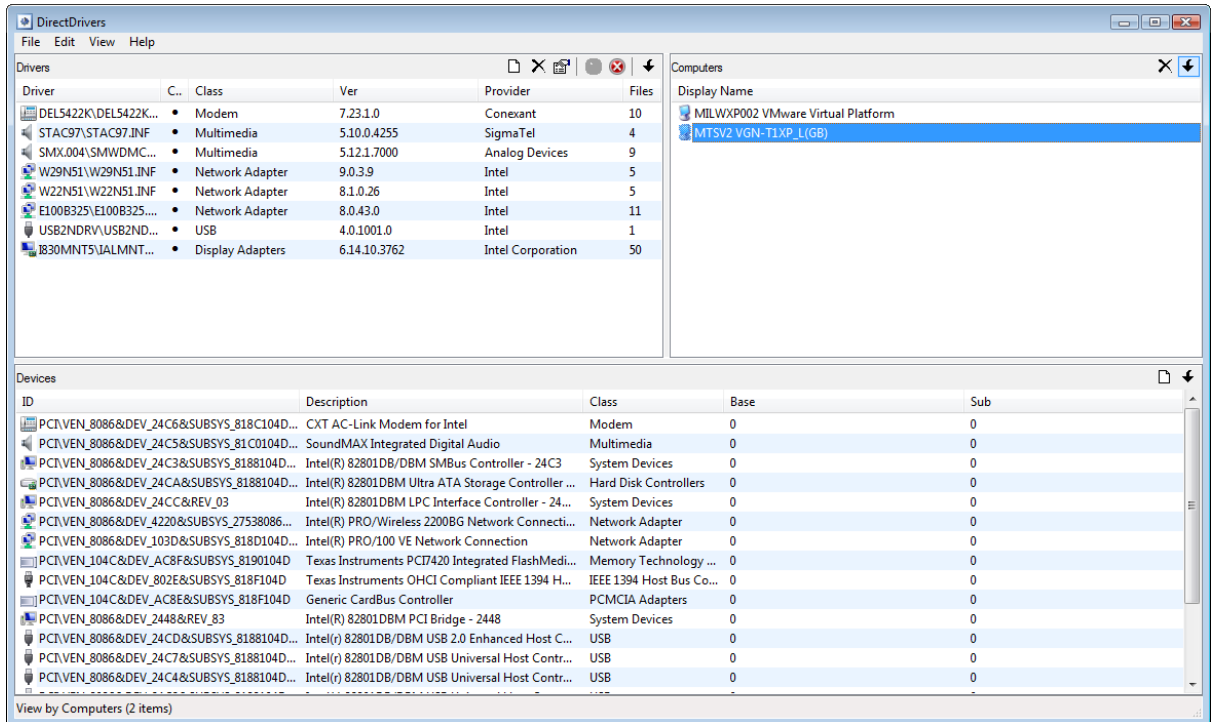 DirectDrivers
File Edit View Help
Drivers
Driver C.. Class Ver Provider Files
DEL5422K\DEL5422K... • Modem 7.23.1.0 Conexant 10
STAC97\STAC97.INF • Multimedia 5.10.0.4255 SigmaTel 4
SMX.004\SMWDMC... • Multimedia 5.12.1.7000 Analog Devices 9
W29N51\W29N51.INF • Network Adapter 9.0.3.9 Intel 5
W22N51\W22N51.INF • Network Adapter 8.1.0.26 Intel 5
E100B325\E100B325.... • Network Adapter 8.0.43.0 Intel 11
USB2NDRV\USB2ND... • USB 4.0.1001.0 Intel 1
I830MNT5\IALMNT... • Display Adapters 6.14.10.3762 Intel Corporation 50
Computers
Display Name
MILWXP002 VMware Virtual Platform
MTSV2 VGN-T1XP_L(GB)
Devices
ID Description Class Base Sub
PCI\VEN_8086&DEV_24C6&SUBSYS_818C104D... CXT AC-Link Modem for Intel Modem 0 0
PCI\VEN_8086&DEV_24C5&SUBSYS_81C0104D... SoundMAX Integrated Digital Audio Multimedia 0 0
PCI\VEN_8086&DEV_24C3&SUBSYS_8188104D... Intel(R) 82801DB/DBM SMBus Controller - 24C3 System Devices 0 0
PCI\VEN_8086&DEV_24CA&SUBSYS_8188104D... Intel(R) 82801DBM Ultra ATA Storage Controller ... Hard Disk Controllers 0 0
PCI\VEN_8086&DEV_24CC&REV_03 Intel(R) 82801DBM LPC Interface Controller - 24... System Devices 0 0
PCI\VEN_8086&DEV_4220&SUBSYS_27538086... Intel(R) PRO/Wireless 2200BG Network Connecti... Network Adapter 0 0
PCI\VEN_8086&DEV_103D&SUBSYS_818D104D... Intel(R) PRO/100 VE Network Connection Network Adapter 0 0
PCI\VEN_104C&DEV_AC8F&SUBSYS_8190104D Texas Instruments PCI7420 Integrated FlashMedi... Memory Technology ... 0 0
PCI\VEN_104C&DEV_802E&SUBSYS_818F104D Texas Instruments OHCI Compliant IEEE 1394 H... IEEE 1394 Host Bus Co... 0 0
PCI\VEN_104C&DEV_AC8E&SUBSYS_818F104D Generic CardBus Controller PCMCIA Adapters 0 0
PCI\VEN_8086&DEV_2448&REV_83 Intel(R) 82801DBM PCI Bridge - 2448 System Devices 0 0
PCI\VEN_8086&DEV_24CD&SUBSYS_8188104D... Intel(r) 82801DB/DBM USB 2.0 Enhanced Host C... USB 0 0
PCI\VEN_8086&DEV_24C7&SUBSYS_8188104D... Intel(r) 82801DB/DBM USB Universal Host Contr... USB 0 0
PCI\VEN_8086&DEV_24C4&SUBSYS_8188104D... Intel(r) 82801DB/DBM USB Universal Host Contr... USB 0 0
View by Computers (2 items)